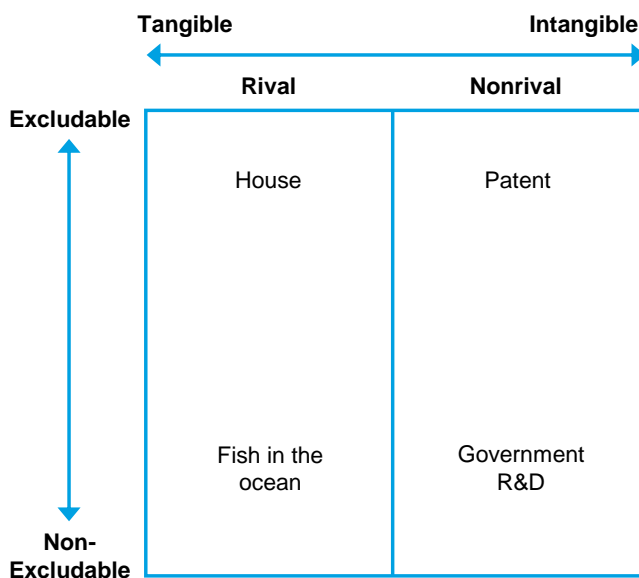 Tangible Intangible
Rival Nonrival
Excludable
House Patent
Fish in the Government
ocean R&D
Non-
Excludable